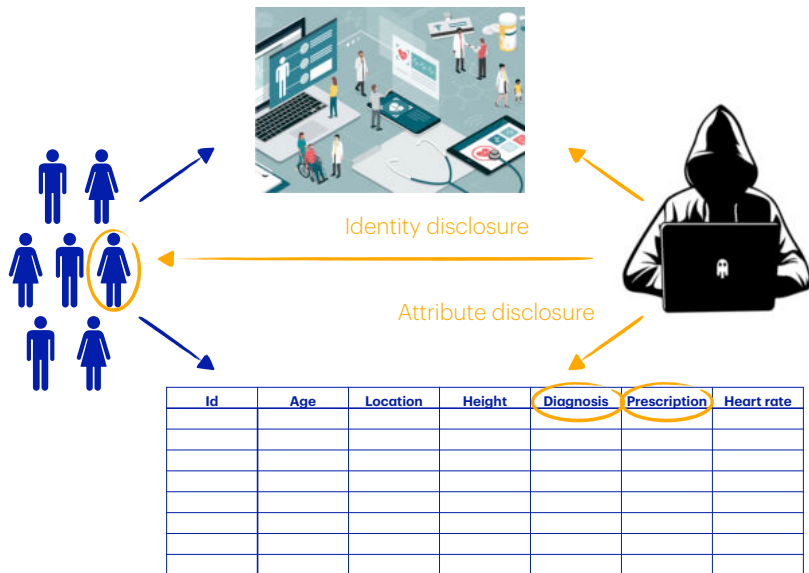 Identity disclosure
Attribute disclosure
Id Age Location Height Diagnosis Prescription Heart rate